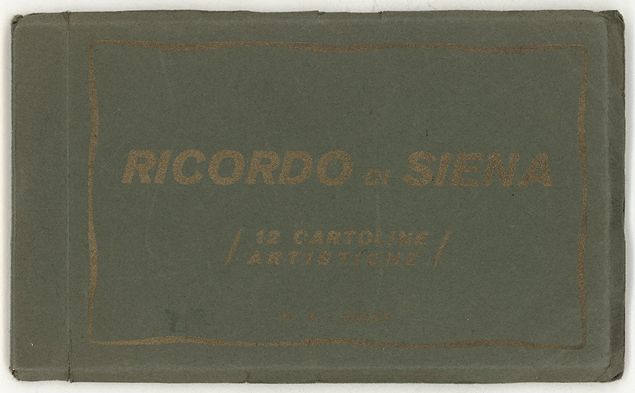 RICORDO DI SIENA
/ 12 CARTOLINE /
ARTISTICHE